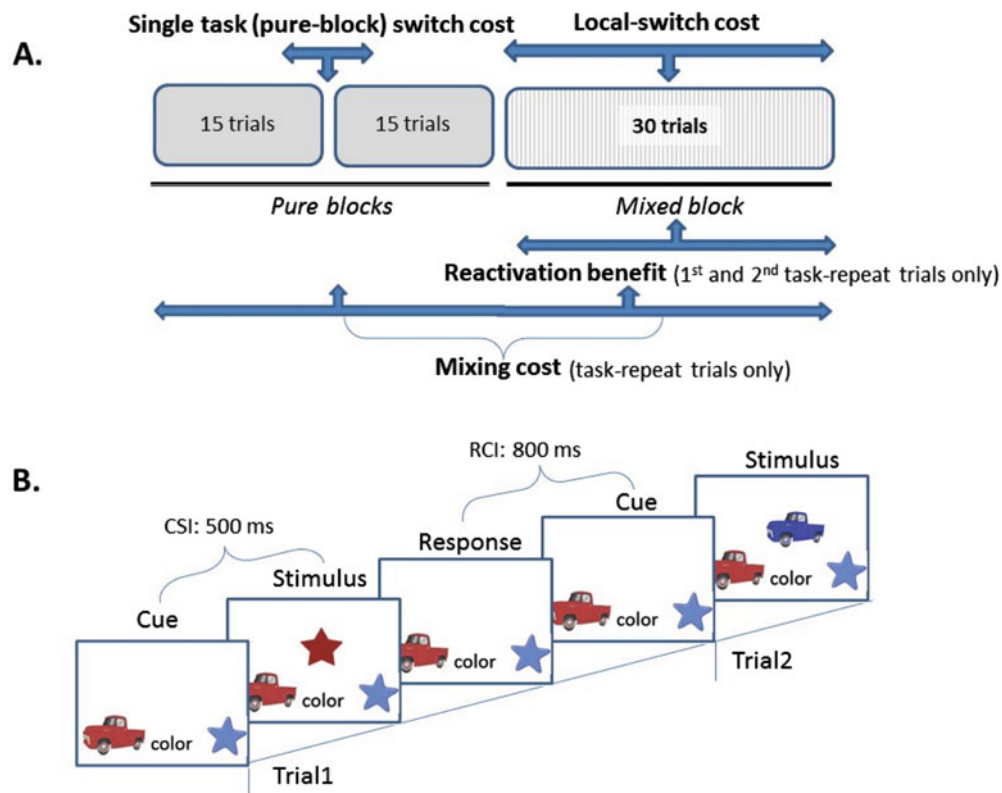 A.
Single task (pure-block) switch cost
Local-switch cost
15 trials
15 trials
30 trials
Pure blocks
Mixed block
Reactivation benefit (1st and 2nd task-repeat trials only)
Mixing cost (task-repeat trials only)
B.
CSI: 500 ms
RCI: 800 ms
Cue
Stimulus
Response
Cue
Stimulus
color
color
color
color
color
Trial1
Trial2